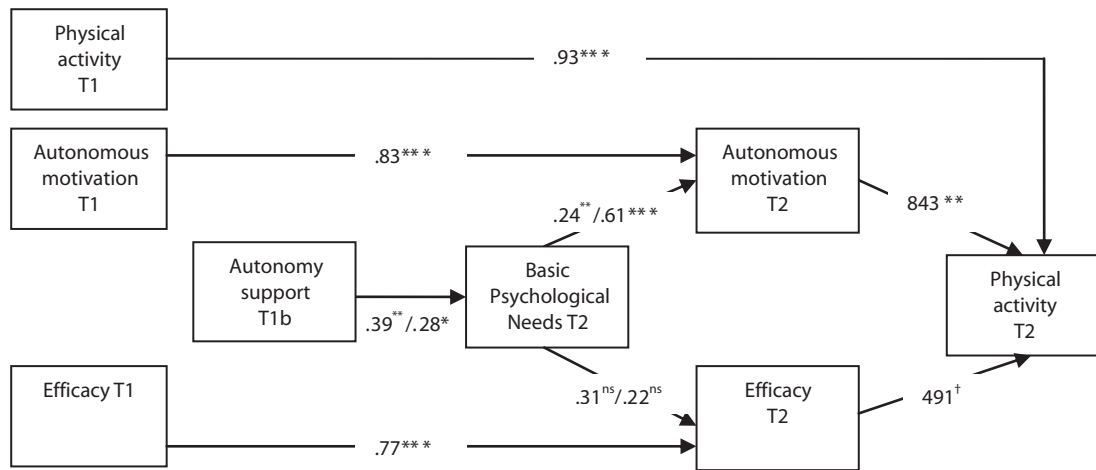 Physical
activity
T1
.93***
Autonomous
motivation
T1
.83***
Autonomous
motivation
T2
.24**/.61***
843 **
Autonomy
support
T1b
.39**/.28*
Basic
Psychological
Needs T2
Physical
activity
T2
Efficacy T1
.31ns/.22ns
Efficacy
T2
491†
.77***